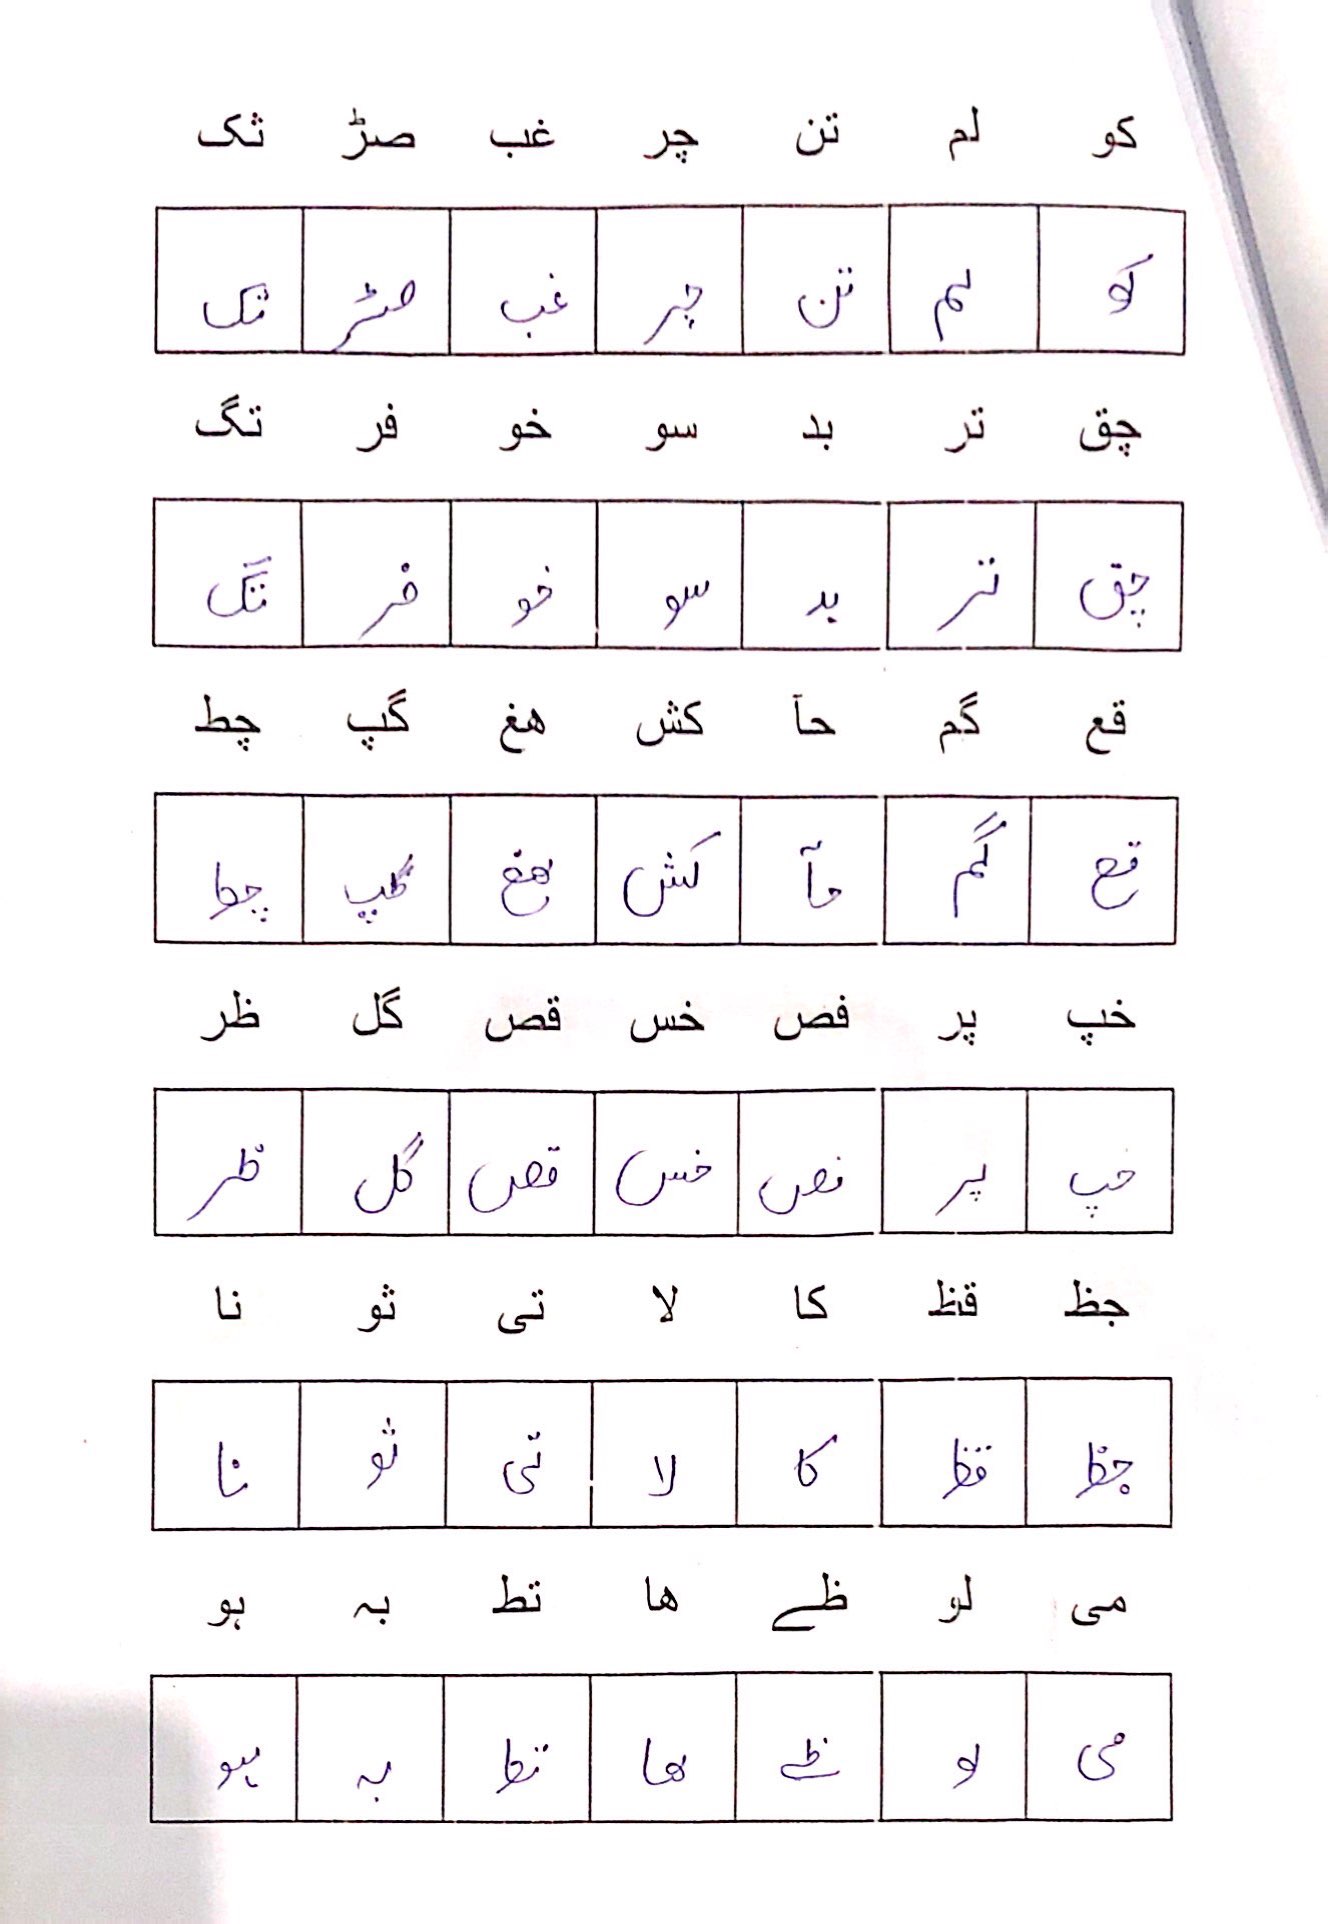 کو لم تن چر غب صڑ ثک
کو لم تن چر غب صڑ ثک
چق تر بد سو خو فر تگ
چق تر بد سو خو فر تگ
قع گم حآ کش ھغ گپ چط
قع گم حآ کش ھغ گپ چط
خپ پر فص خس قص گل ظر
خپ پر فص خس قص گل ظر
جظ قظ کا لا تی ثو نا
جظ قظ کا لا تی ثو نا
می لو ظے ھا تط بہ ہو
می لو ظے ھا تط بہ ہو